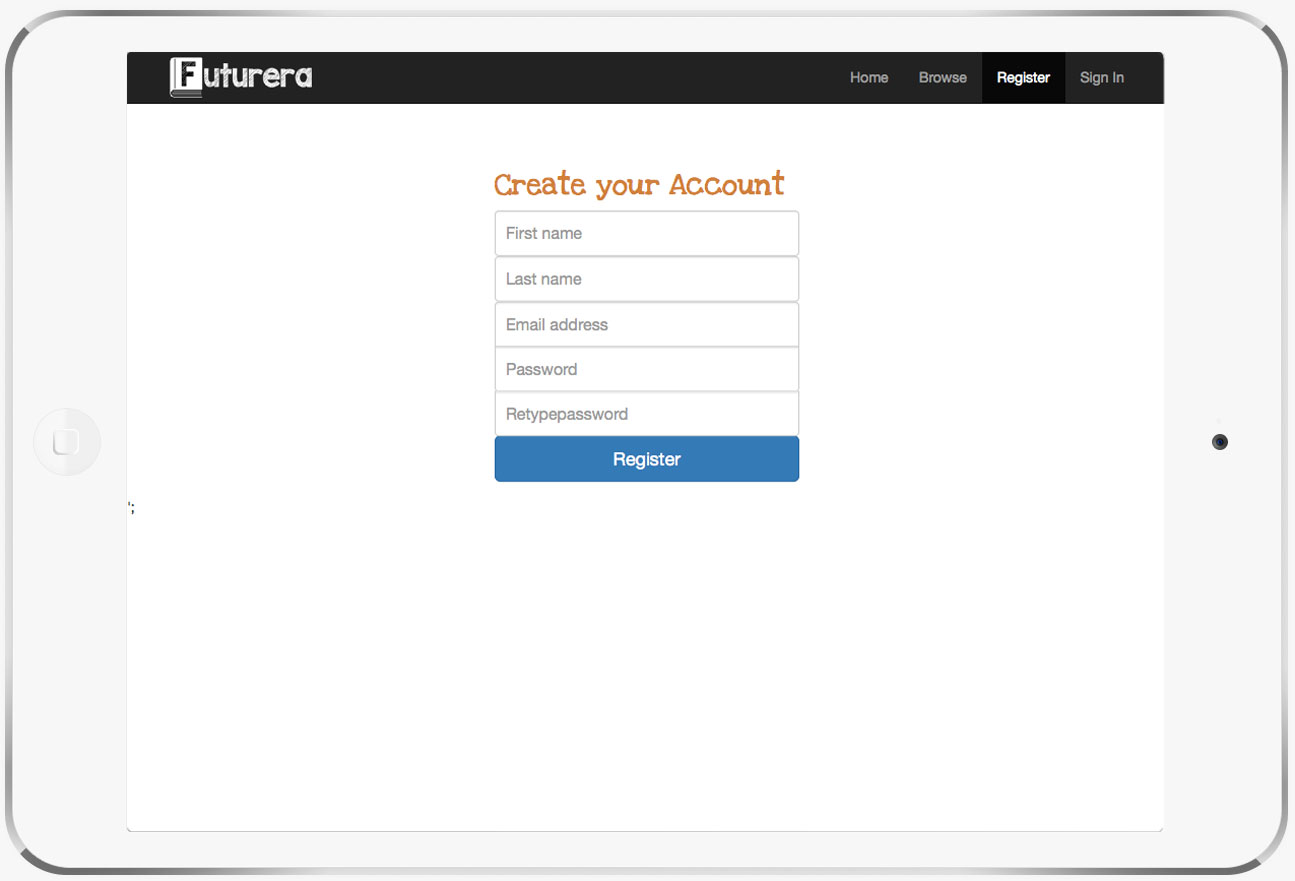 Futurera
Home Browse Register Sign In
Create your Account
First name
Last name
Email address
Password
Retypepassword
Register
';